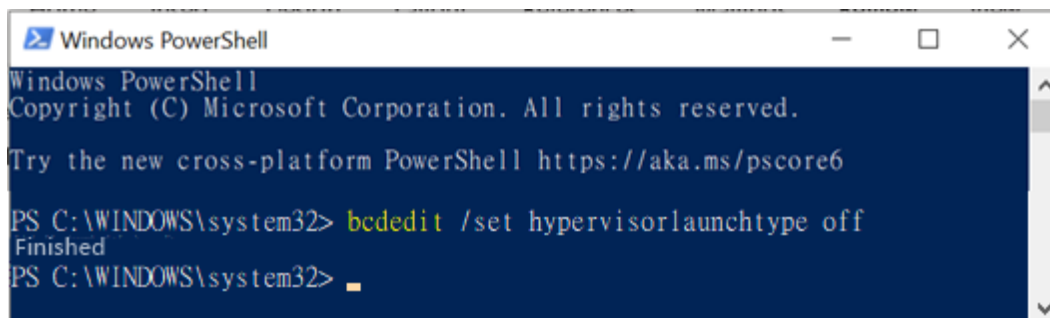 Windows PowerShell
Windows PowerShell
Copyright (C) Microsoft Corporation. All rights reserved.
Try the new cross-platform PowerShell https://aka.ms/pscore6
PS C:\WINDOWS\system32> bcdedit /set hypervisorlaunchtype off
Finished
PS C:\WINDOWS\system32>